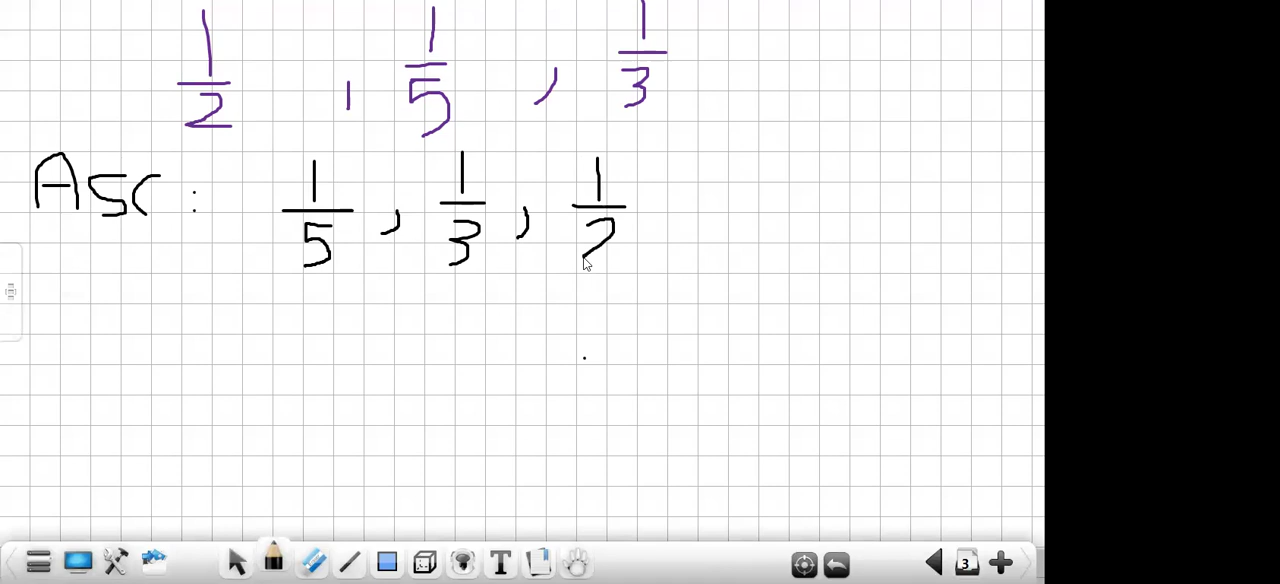 1/2 , 1/5 , 1/3
Asc : 1/5 , 1/3 , 1/2
T 3